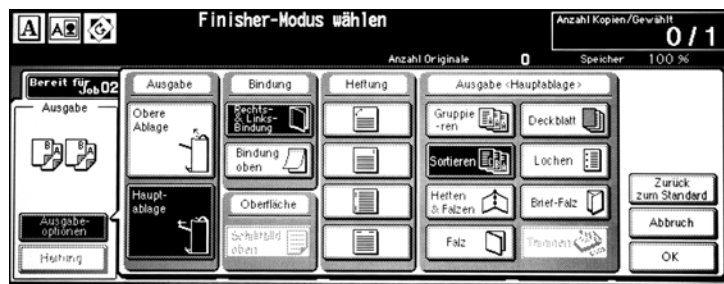 A A Finisher-Modus wählen
Anzahl Kopien/Gewählt
0 / 1
Anzahl Originale 0 Speicher 100 %
Bereit für
Job 02
Ausgabe
B A B A
Ausgabe-
optionen
Heftung
Ausgabe
Obere
Ablage
Haupt-
ablage
Bindung
Rechts-
& Links-
Bindung
Bindung
oben
Oberfläche
Schriftbild
oben
Heftung
Ausgabe <Hauptablage>
Gruppie
-ren
Deckblatt
Sortieren
Lochen
Heften
& Falzen
Brief-Falz
Falz
Trennen
Zurück
zum Standard
Abbruch
OK